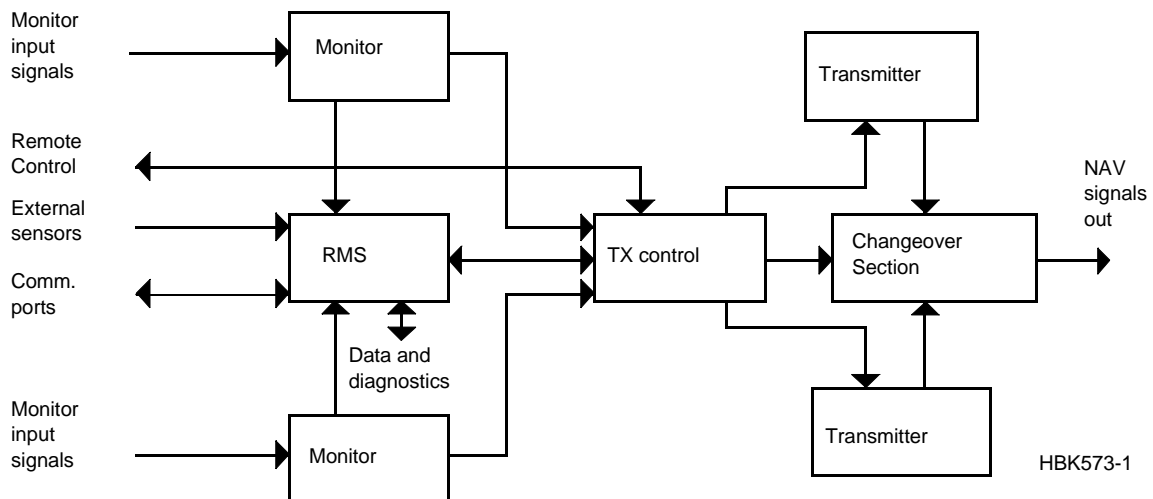 Monitor
input
signals
Monitor
Transmitter
Remote
Control
NAV
signals
out
External
sensors
RMS
TX control
Changeover
Section
Comm.
ports
Data and
diagnostics
Monitor
input
signals
Monitor
Transmitter
HBK573-1